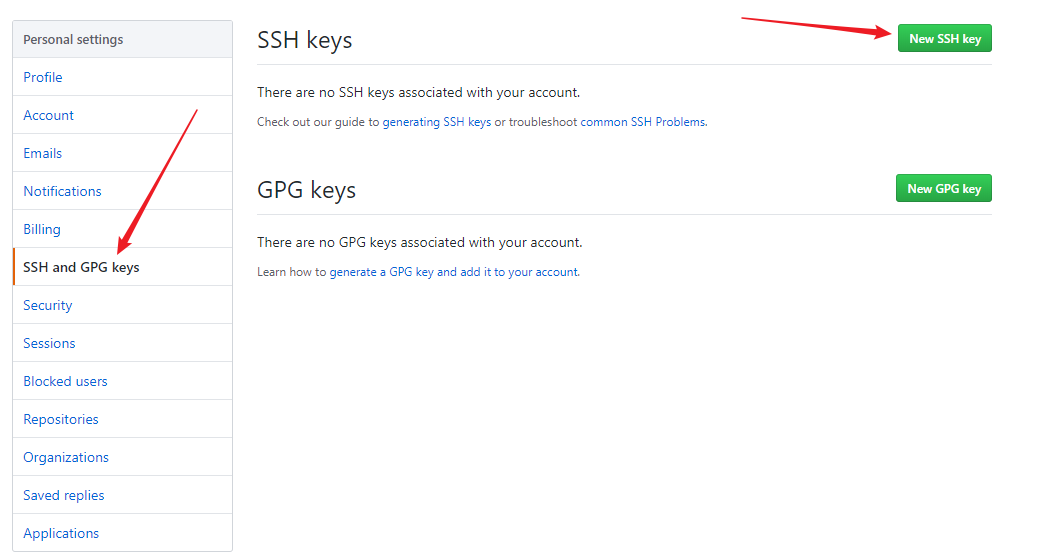 Personal settings
Profile
Account
Emails
Notifications
Billing
SSH and GPG keys
Security
Sessions
Blocked users
Repositories
Organizations
Saved replies
Applications
SSH keys
New SSH key
There are no SSH keys associated with your account.
Check out our guide to generating SSH keys or troubleshoot common SSH Problems.
GPG keys
New GPG key
There are no GPG keys associated with your account.
Learn how to generate a GPG key and add it to your account.